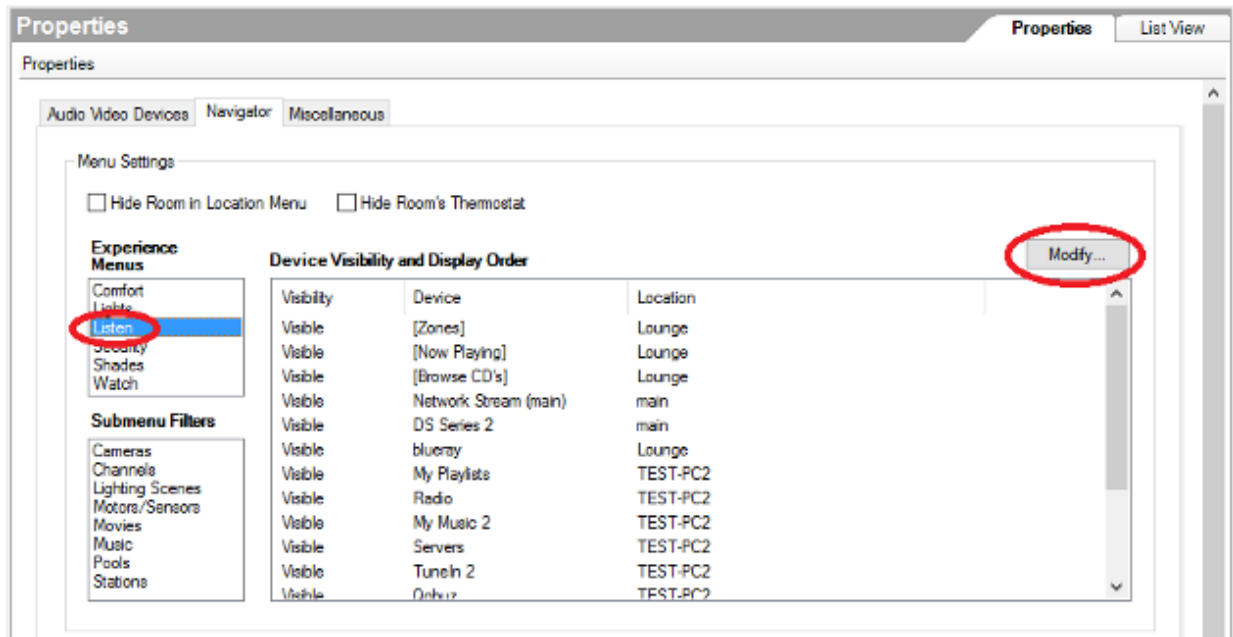 Properties
Properties List View
Properties
Audio Video Devices Navigator Miscellaneous
Menu Settings
Hide Room in Location Menu Hide Room's Thermostat
Experience
Menus
Device Visibility and Display Order
Modify...
Comfort
Lights
Listen
Security
Shades
Watch
Submenu Filters
Cameras
Channels
Lighting Scenes
Motors/Sensors
Movies
Music
Pools
Stations
Visibility Device Location
Visible [Zones] Lounge
Visible [Now Playing] Lounge
Visible [Browse CD's] Lounge
Visible Network Stream (main) main
Visible DS Series 2 main
Visible blueray Lounge
Visible My Playlists TEST-PC2
Visible Radio TEST-PC2
Visible My Music 2 TEST-PC2
Visible Servers TEST-PC2
Visible TuneIn 2 TEST-PC2
Visible Qobuz TEST-PC2